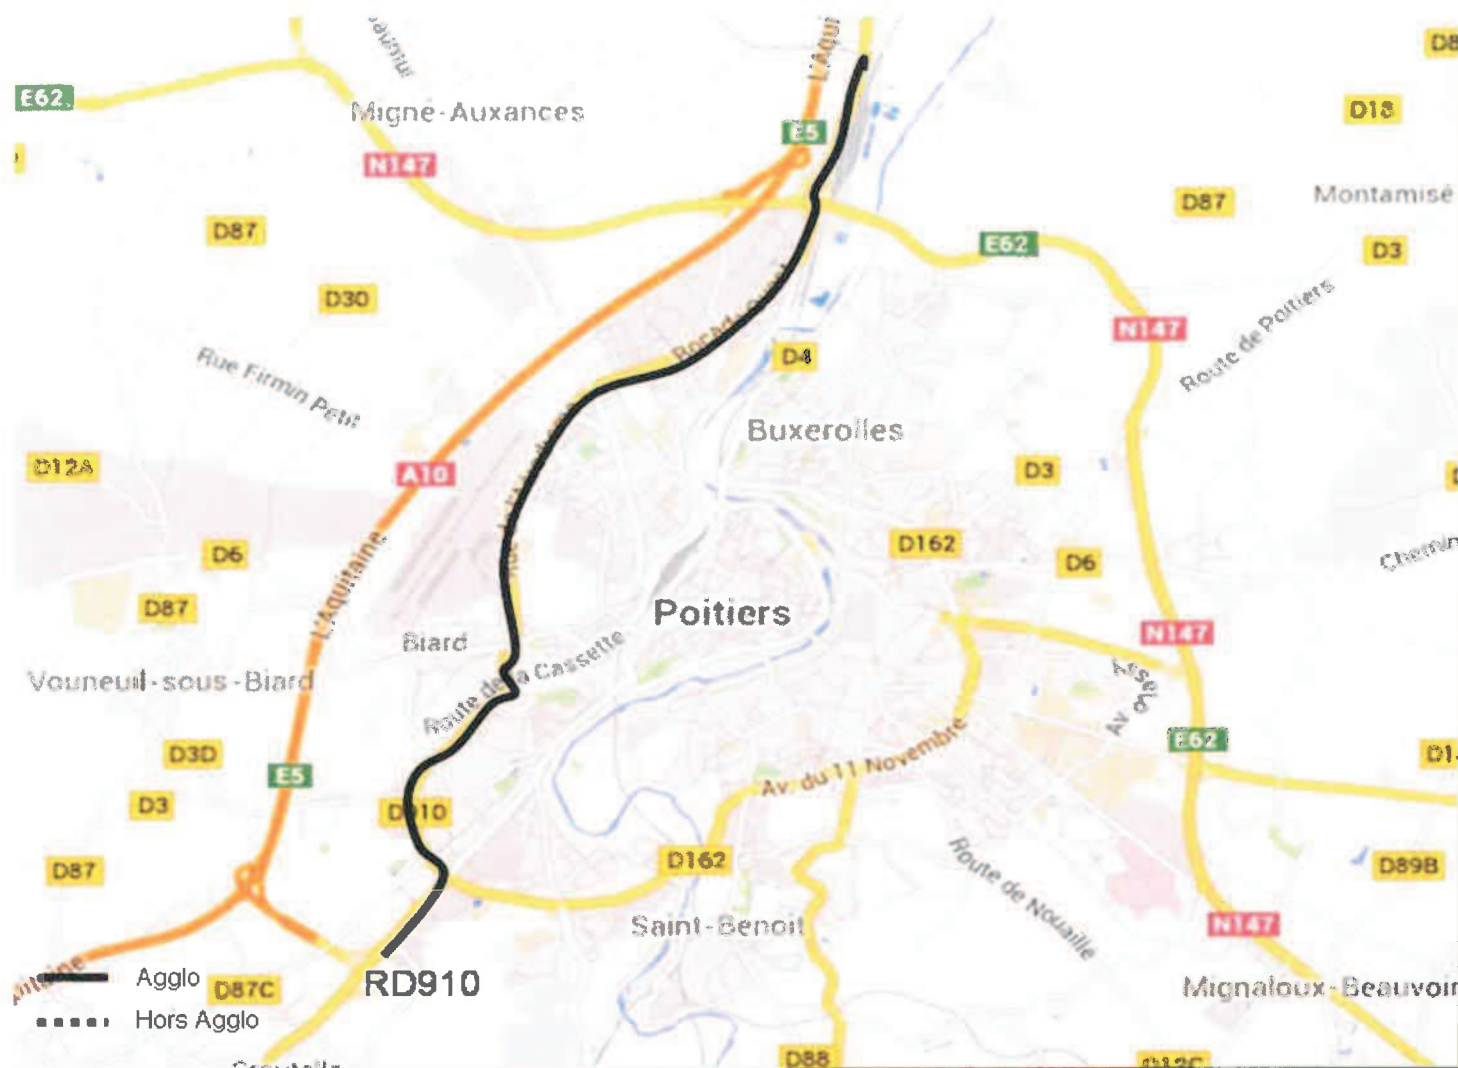 E62
Migné-Auxances
E5
D18
N147
D87
Montamisé
D87
E62
D3
D30
N147
Route de Poitiers
D4
Rue Firmin Petit
Buxerolles
D12A
A10
D3
D162
D6
L'Aquitaine
D6
D87
Poitiers
N147
Biard
Route de la Cassette
Vouneuil-sous-Biard
E62
D3D
Av. du 11 Novembre
E5
D3
D910
D162
D87
D89B
Route de Nouaille
Saint-Benoit
N147
Agglo
D87C
RD910
Mignaloux-Beauvoir
Hors Agglo
D88